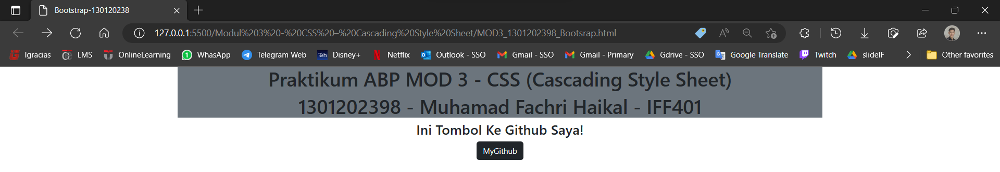 Bootstrap-130120238
127.0.0.1:5500/Modul%203%20-%20CSS%20–%20Cascading%20Style%20Sheet/MOD3_1301202398_Bootsrap.html
Igracias LMS OnlineLearning WhasApp Telegram Web Disney+ Netflix Outlook - SSO Gmail - SSO Gmail - Primary Gdrive - SSO Google Translate Twitch slideIF Other favorites
Praktikum ABP MOD 3 - CSS (Cascading Style Sheet)
1301202398 - Muhamad Fachri Haikal - IFF401
Ini Tombol Ke Github Saya!
MyGithub